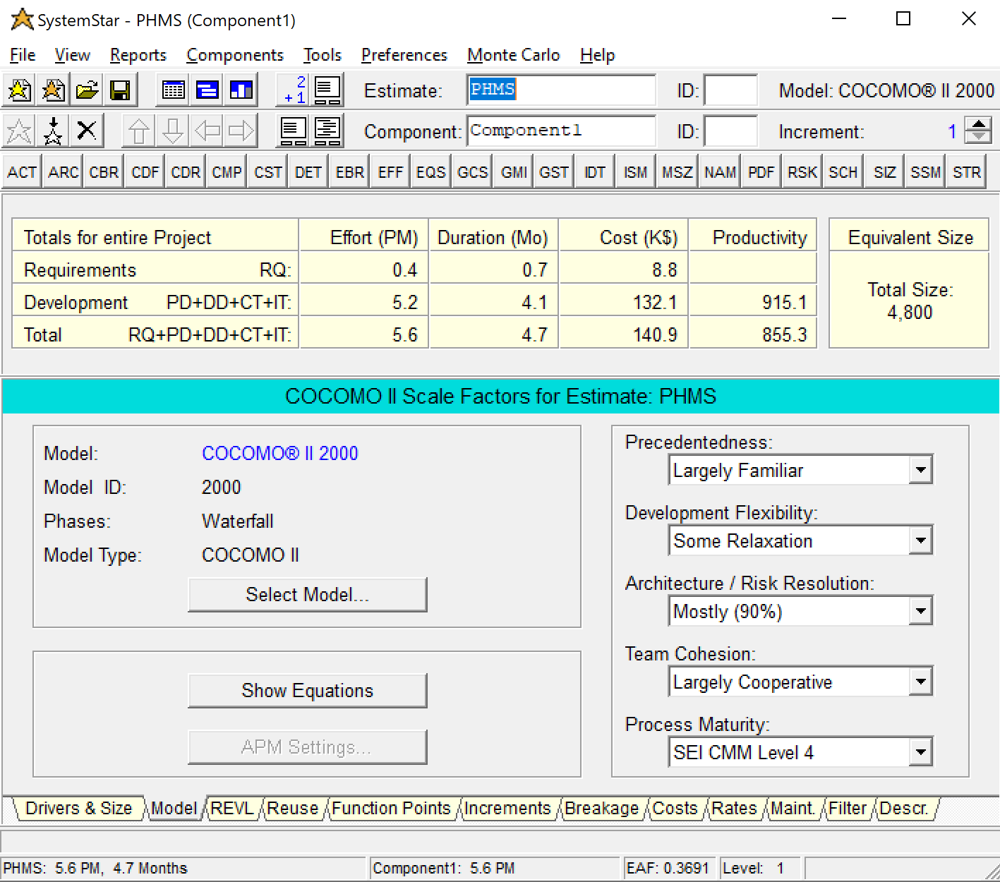 SystemStar - PHMS (Component1)
File View Reports Components Tools Preferences Monte Carlo Help
2
+1
Estimate: PHMS ID: Model: COCOMO® II 2000
Component: Component1 ID: Increment: 1
ACT ARC CBR CDF CDR CMP CST DET EBR EFF EQS GCS GMI GST IDT ISM MSZ NAM PDF RSK SCH SIZ SSM STR
Totals for entire Project Effort (PM) Duration (Mo) Cost (K$) Productivity Equivalent Size
Requirements RQ: 0.4 0.7 8.8
Development PD+DD+CT+IT: 5.2 4.1 132.1 915.1
Total RQ+PD+DD+CT+IT: 5.6 4.7 140.9 855.3
Total Size:
4,800
COCOMO II Scale Factors for Estimate: PHMS
Model: COCOMO® II 2000
Model ID: 2000
Phases: Waterfall
Model Type: COCOMO II
Select Model...
Show Equations
APM Settings...
Precedentedness:
Largely Familiar
Development Flexibility:
Some Relaxation
Architecture / Risk Resolution:
Mostly (90%)
Team Cohesion:
Largely Cooperative
Process Maturity:
SEI CMM Level 4
Drivers & Size Model REVL Reuse Function Points Increments Breakage Costs Rates Maint. Filter Descr.
PHMS: 5.6 PM, 4.7 Months Component1: 5.6 PM EAF: 0.3691 Level: 1